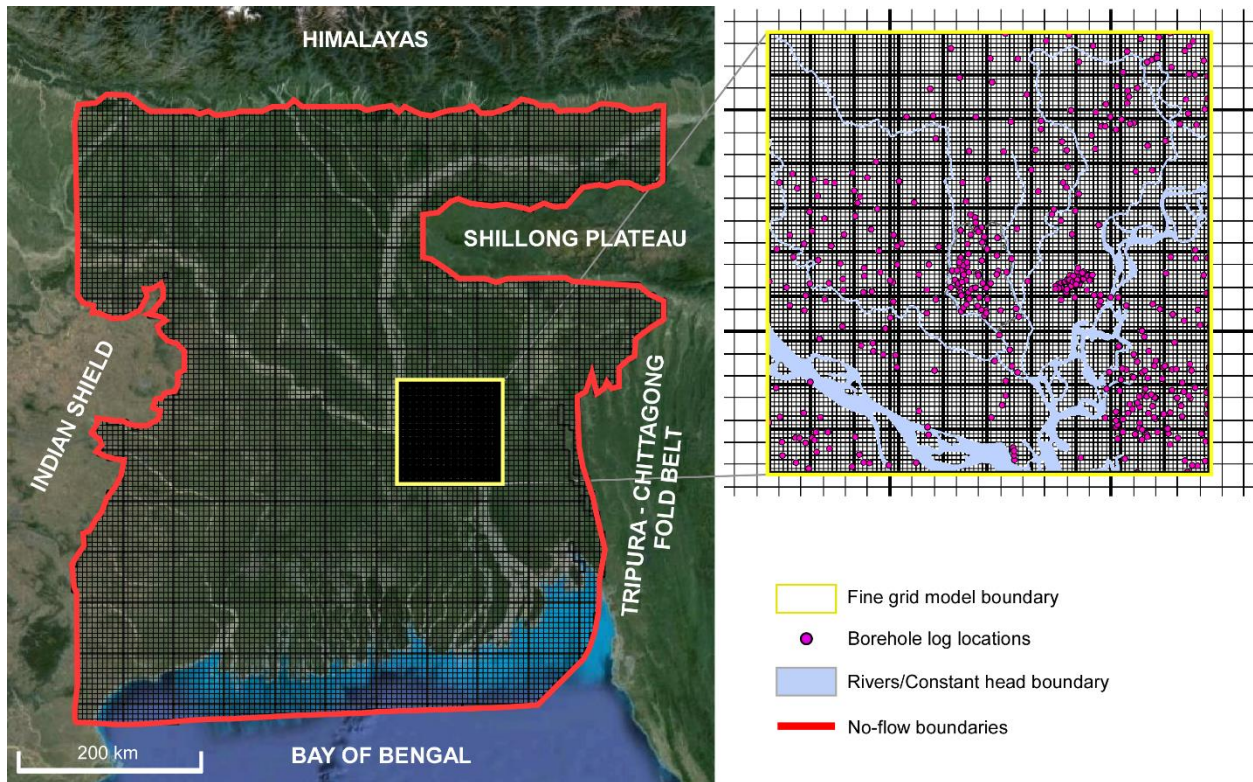 HIMALAYAS
SHILLONG PLATEAU
INDIAN SHIELD
TRIPURA - CHITTAGONG
FOLD BELT
200 km
BAY OF BENGAL
Fine grid model boundary
Borehole log locations
Rivers/Constant head boundary
No-flow boundaries